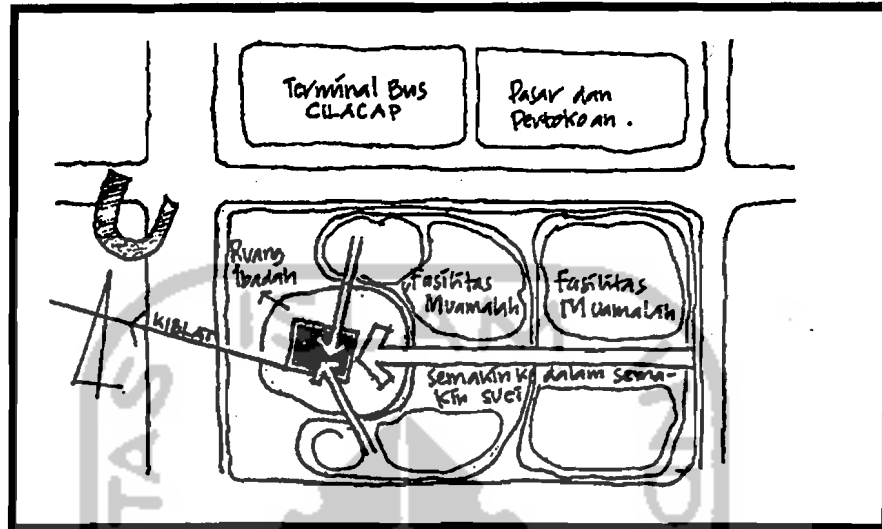 Terminal Bus
CILACAP
Pasar dan
Pertokoan .
Ruang
Ibadah
Fasilitas
Muamalah
Fasilitas
Muamalah
KIBLAT
semakin ke dalam sema-
kin suci